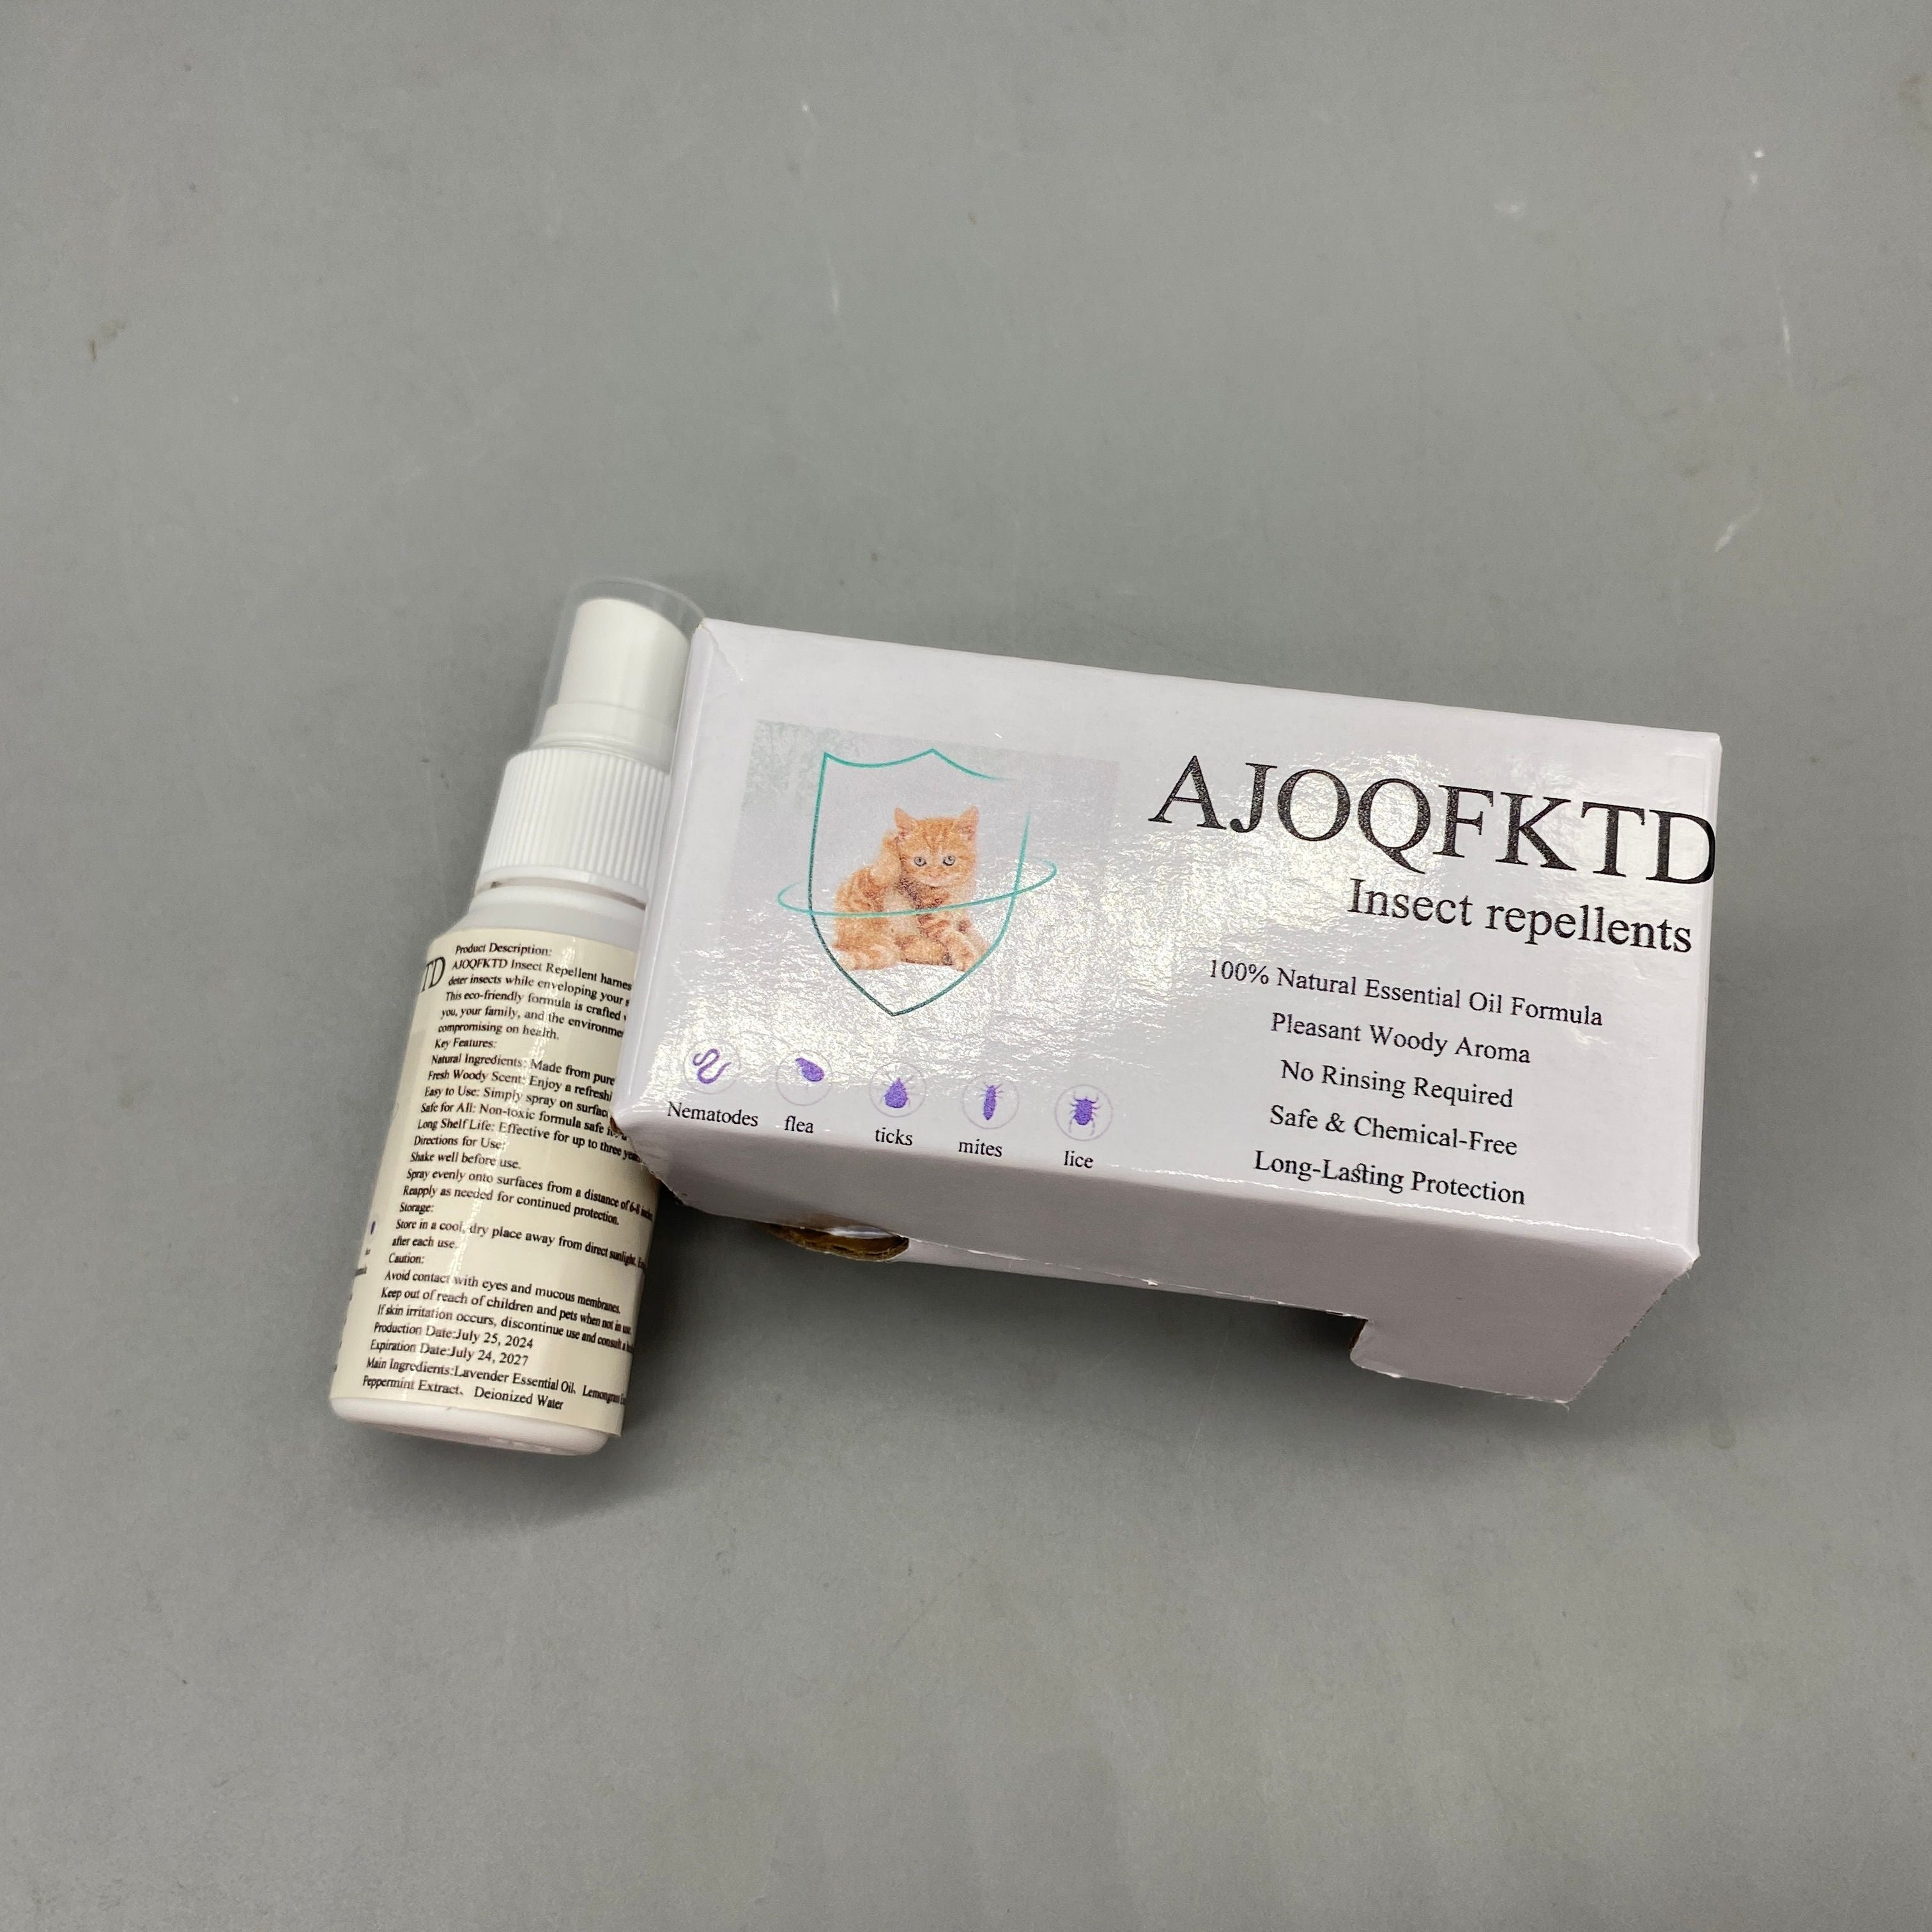 AJOQFKTD
Insect repellents
100% Natural Essential Oil Formula
Pleasant Woody Aroma
No Rinsing Required
Safe & Chemical-Free
Long-Lasting Protection
Nematodes
flea
ticks
mites
lice
TD
Product Description:
AJOQFKTD Insect Repellent
deter insects while enveloping your
This eco-friendly formula is crafted
you, your family, and the
compromising on health.
Key Features:
Natural Ingredients: Made from pure
Fresh Woody Scent: Enjoy a
Easy to Use: Simply spray on
Safe for All: Non-toxic formula safe
Long Shelf Life: Effective for up to three
Directions for Use:
Shake well before use.
Spray evenly onto surfaces from a distance of 6-8
Reapply as needed for continued protection.
Storage:
Store in a cool, dry place away from direct sunlight.
after each use.
Caution:
Avoid contact with eyes and mucous membranes.
Keep out of reach of children and pets when not in use.
If skin irritation occurs, discontinue use and consult a
Production Date:July 25, 2024
Expiration Date:July 24, 2027
Main Ingredients:Lavender Essential Oil、Lemongrass
Peppermint Extract、Deionized Water